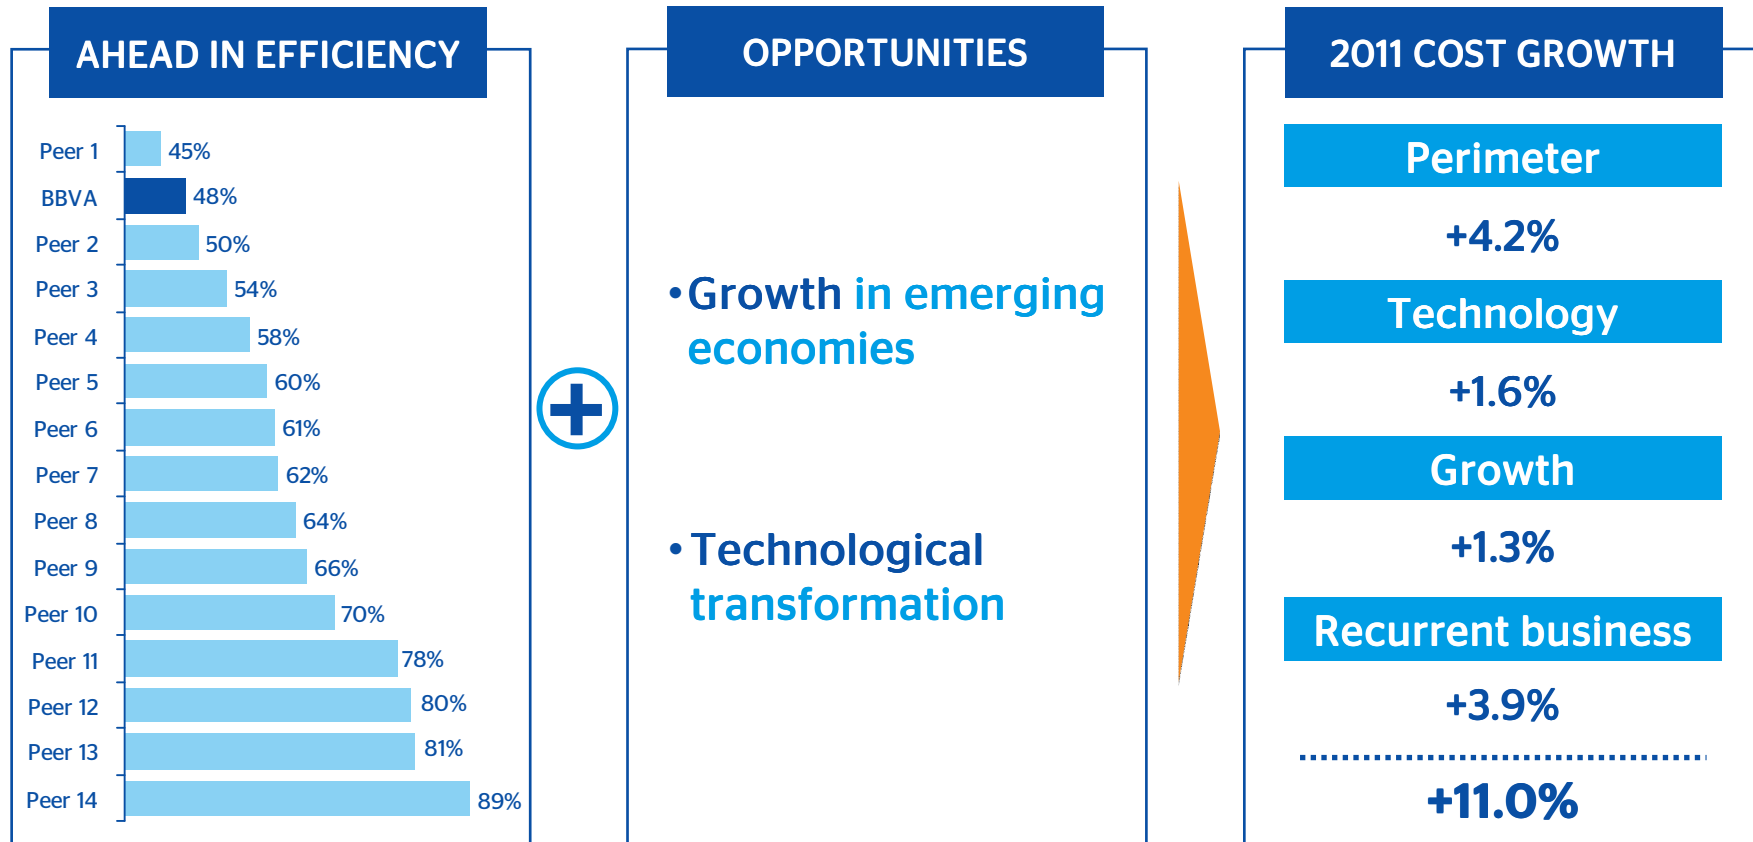 AHEAD IN EFFICIENCY
Peer 1 45%
BBVA 48%
Peer 2 50%
Peer 3 54%
Peer 4 58%
Peer 5 60%
Peer 6 61%
Peer 7 62%
Peer 8 64%
Peer 9 66%
Peer 10 70%
Peer 11 78%
Peer 12 80%
Peer 13 81%
Peer 14 89%
+
OPPORTUNITIES
•Growth in emerging
economies
•Technological
transformation
2011 COST GROWTH
Perimeter
+4.2%
Technology
+1.6%
Growth
+1.3%
Recurrent business
+3.9%
+11.0%